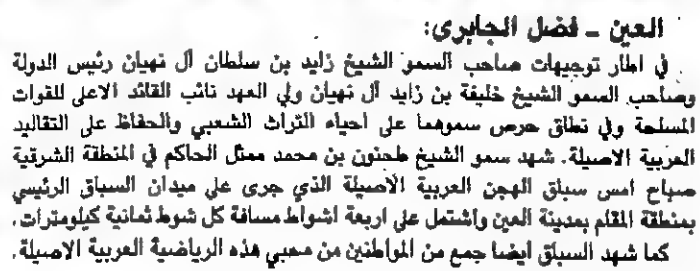 العين ـ فضل الجابري:
في اطار توجيهات صاحب السمو الشيخ زايد بن سلطان آل نهيان رئيس الدولة
وصاحب السمو الشيخ خليفة بن زايد آل نهيان ولي العهد نائب القائد الاعلى للقوات
المسلحة وفي نطاق حرص سموهما على احياء التراث الشعبي والحفاظ على التقاليد
العربية الاصيلة. شهد سمو الشيخ طحنون بن محمد ممثل الحاكم في المنطقة الشرقية
صباح امس سباق الهجن العربية الاصيلة الذي جرى على ميدان السباق الرئيسي
بمنطقة المقام بمدينة العين واشتمل على اربعة اشواط مسافة كل شوط ثمانية كيلومترات.
كما شهد السباق ايضا جمع من المواطنين من محبي هذه الرياضية العربية الاصيلة.